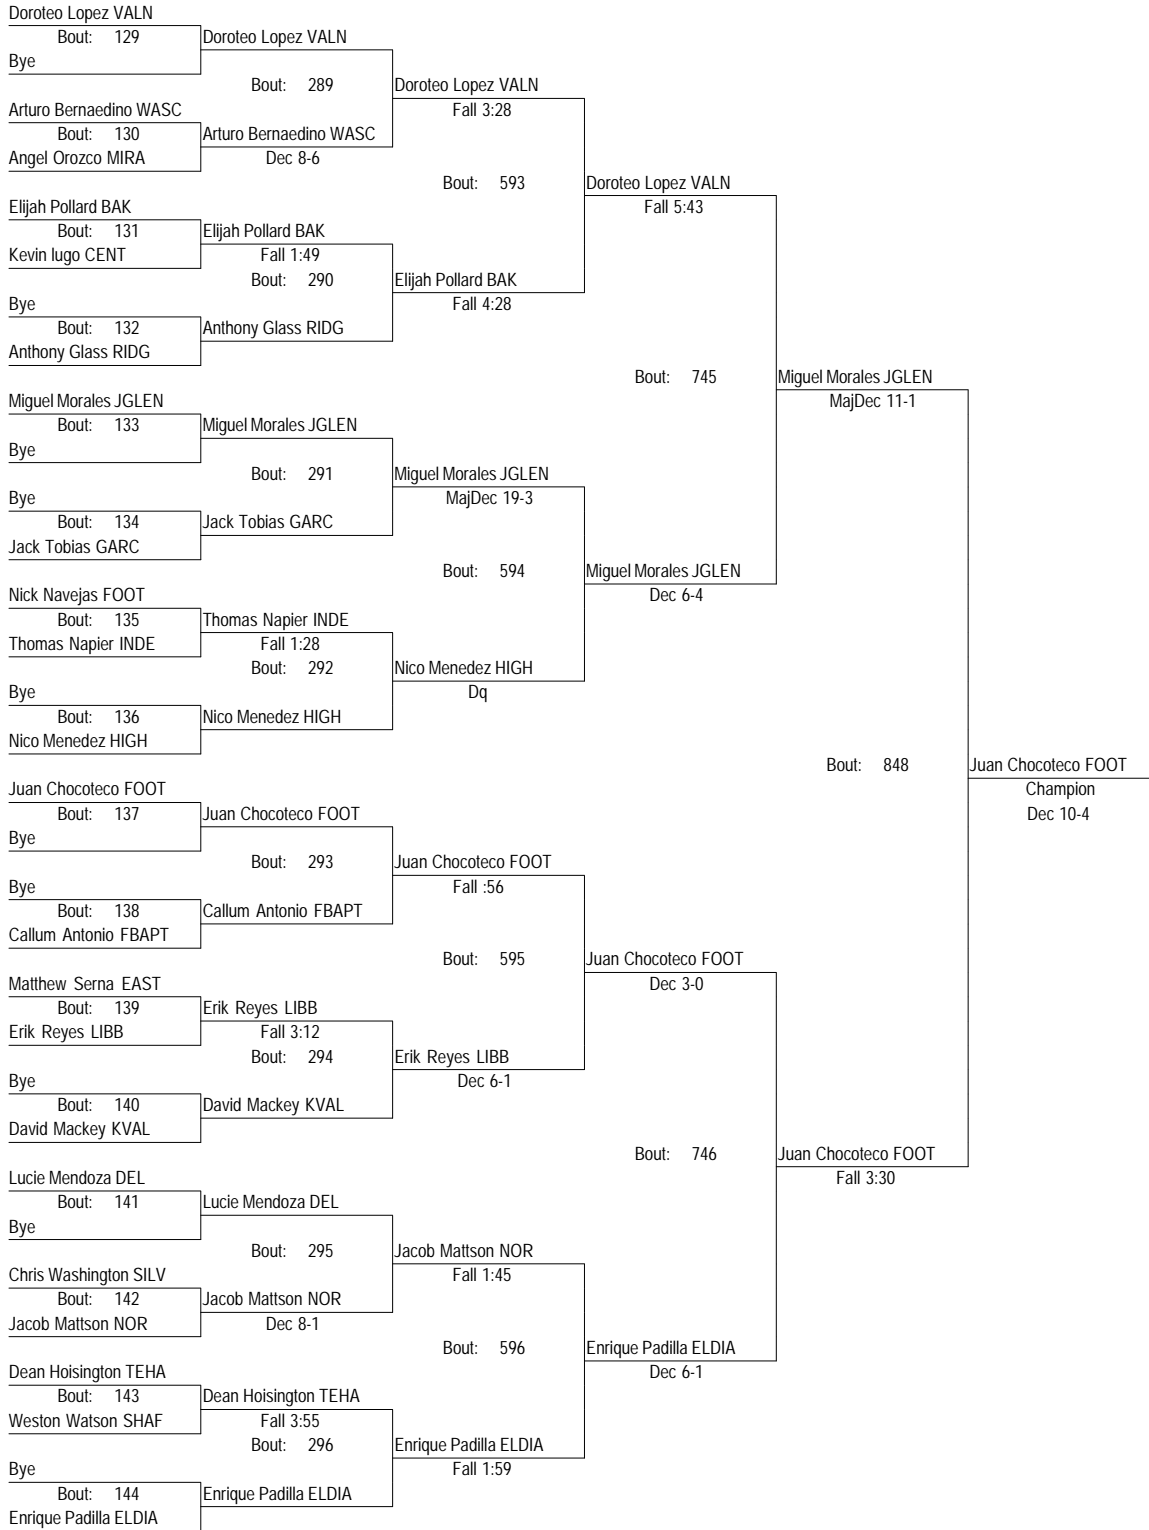 Doroteo Lopez VALN
Bout: 129
Doroteo Lopez VALN
Bye
Bout: 289
Doroteo Lopez VALN
Arturo Bernaedino WASC
Fall 3:28
Bout: 130
Arturo Bernaedino WASC
Angel Orozco MIRA
Dec 8-6
Bout: 593
Doroteo Lopez VALN
Elijah Pollard BAK
Fall 5:43
Bout: 131
Elijah Pollard BAK
Kevin lugo CENT
Fall 1:49
Bout: 290
Elijah Pollard BAK
Bye
Fall 4:28
Bout: 132
Anthony Glass RIDG
Anthony Glass RIDG
Bout: 745
Miguel Morales JGLEN
Miguel Morales JGLEN
MajDec 11-1
Bout: 133
Miguel Morales JGLEN
Bye
Bout: 291
Miguel Morales JGLEN
Bye
MajDec 19-3
Bout: 134
Jack Tobias GARC
Jack Tobias GARC
Bout: 594
Miguel Morales JGLEN
Nick Navejas FOOT
Dec 6-4
Bout: 135
Thomas Napier INDE
Thomas Napier INDE
Fall 1:28
Bout: 292
Nico Menedez HIGH
Bye
Dq
Bout: 136
Nico Menedez HIGH
Nico Menedez HIGH
Bout: 848
Juan Chocoteco FOOT
Juan Chocoteco FOOT
Champion
Bout: 137
Juan Chocoteco FOOT
Dec 10-4
Bye
Bout: 293
Juan Chocoteco FOOT
Bye
Fall :56
Bout: 138
Callum Antonio FBAPT
Callum Antonio FBAPT
Bout: 595
Juan Chocoteco FOOT
Matthew Serna EAST
Dec 3-0
Bout: 139
Erik Reyes LIBB
Erik Reyes LIBB
Fall 3:12
Bout: 294
Erik Reyes LIBB
Bye
Dec 6-1
Bout: 140
David Mackey KVAL
David Mackey KVAL
Bout: 746
Juan Chocoteco FOOT
Lucie Mendoza DEL
Fall 3:30
Bout: 141
Lucie Mendoza DEL
Bye
Bout: 295
Jacob Mattson NOR
Chris Washington SILV
Fall 1:45
Bout: 142
Jacob Mattson NOR
Jacob Mattson NOR
Dec 8-1
Bout: 596
Enrique Padilla ELDIA
Dean Hoisington TEHA
Dec 6-1
Bout: 143
Dean Hoisington TEHA
Weston Watson SHAF
Fall 3:55
Bout: 296
Enrique Padilla ELDIA
Bye
Fall 1:59
Bout: 144
Enrique Padilla ELDIA
Enrique Padilla ELDIA